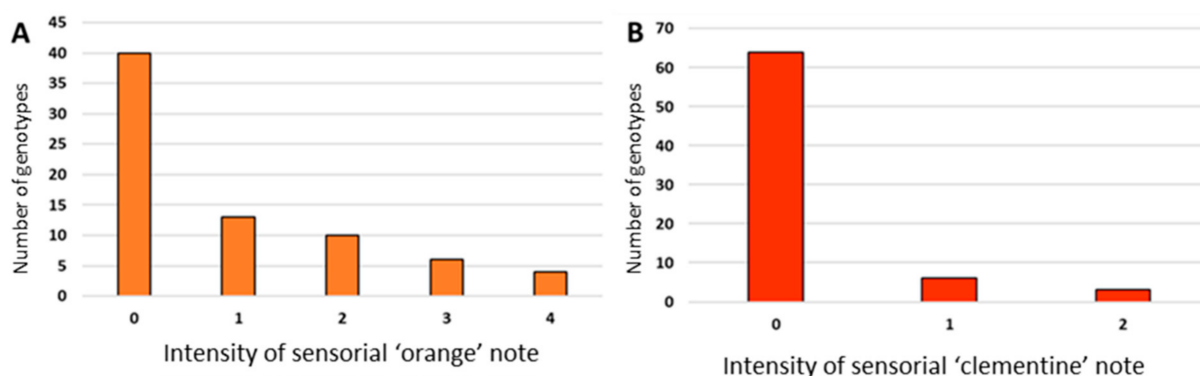 A
Number of genotypes
45
40
35
30
25
20
15
10
5
0
0 1 2 3 4
Intensity of sensorial ‘orange’ note
B
Number of genotypes
70
60
50
40
30
20
10
0
0 1 2
Intensity of sensorial ‘clementine’ note